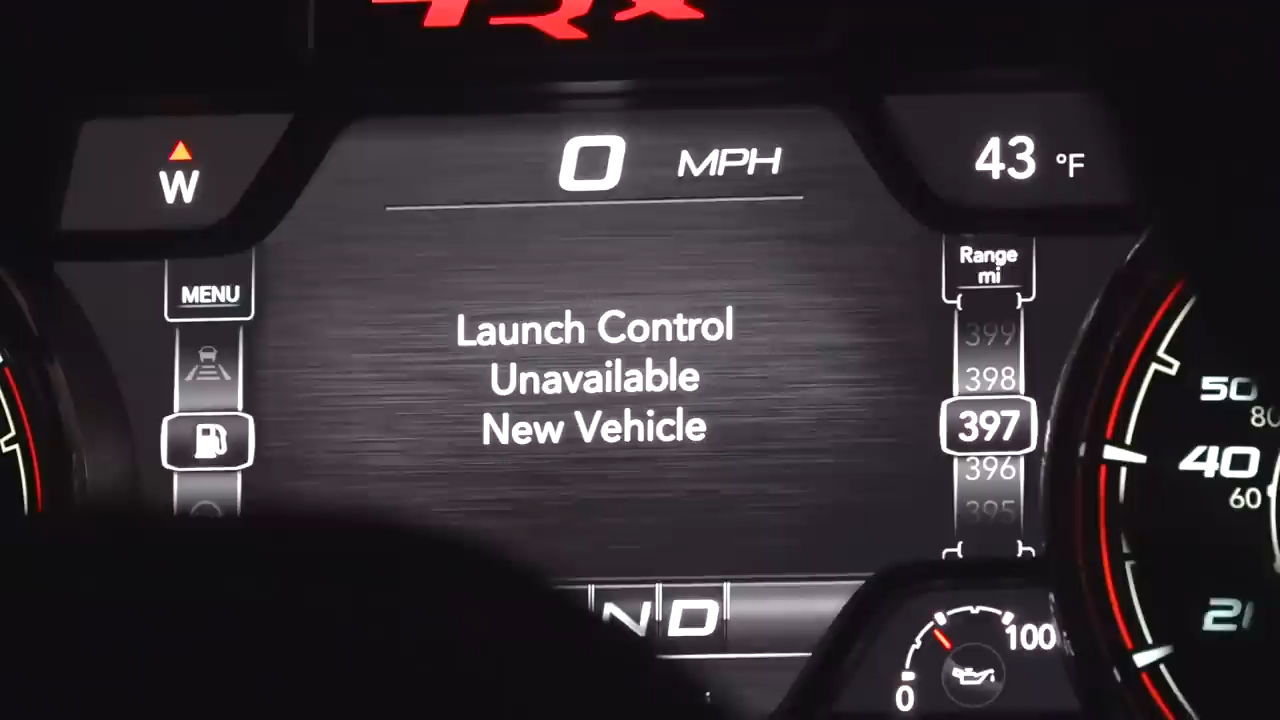 W
0 MPH
43 °F
MENU
Range
mi
399
398
397
396
395
Launch Control
Unavailable
New Vehicle
N D
0
100
50
80
40
60